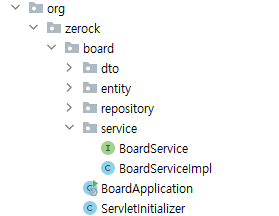 org
zerock
board
dto
entity
repository
service
I BoardService
C BoardServiceImpl
C BoardApplication
C ServletInitializer